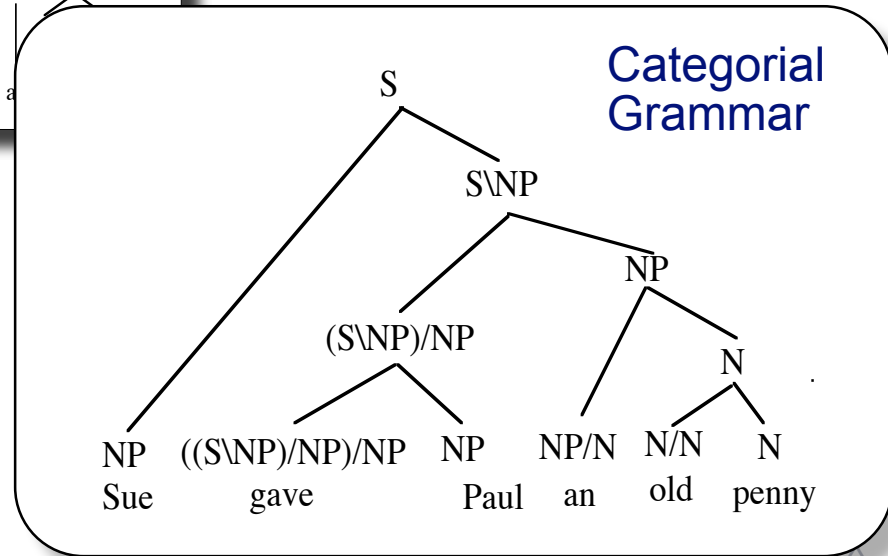 a
Categorial
Grammar
S
S\NP
NP
(S\NP)/NP
N
NP ((S\NP)/NP)/NP NP NP/N N/N N
Sue gave Paul an old penny